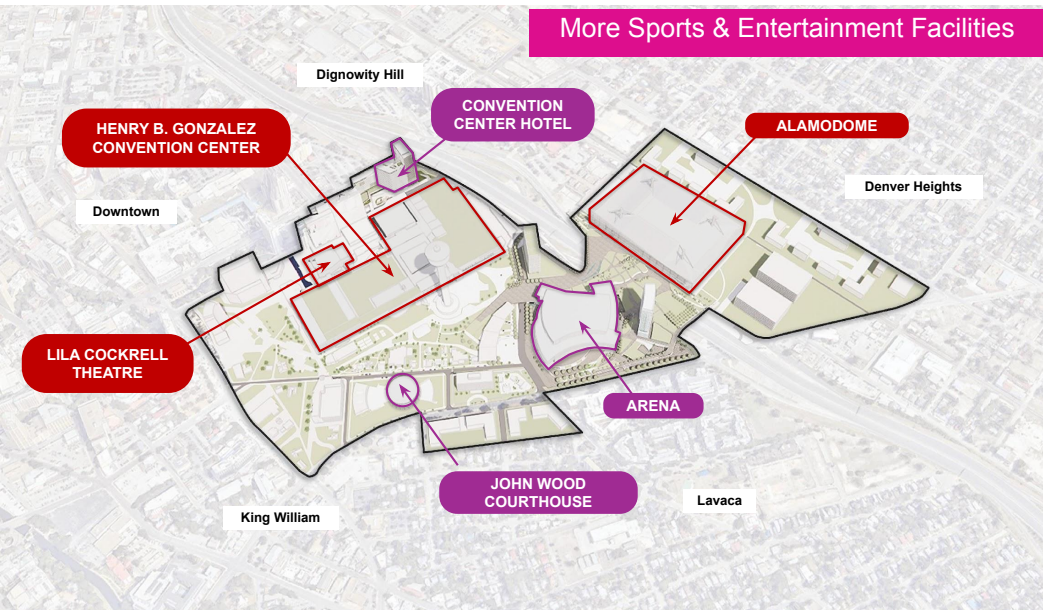 More Sports & Entertainment Facilities
Dignowity Hill
CONVENTION
CENTER HOTEL
HENRY B. GONZALEZ
CONVENTION CENTER
ALAMODOME
Denver Heights
Downtown
LILA COCKRELL
THEATRE
ARENA
JOHN WOOD
COURTHOUSE
Lavaca
King William